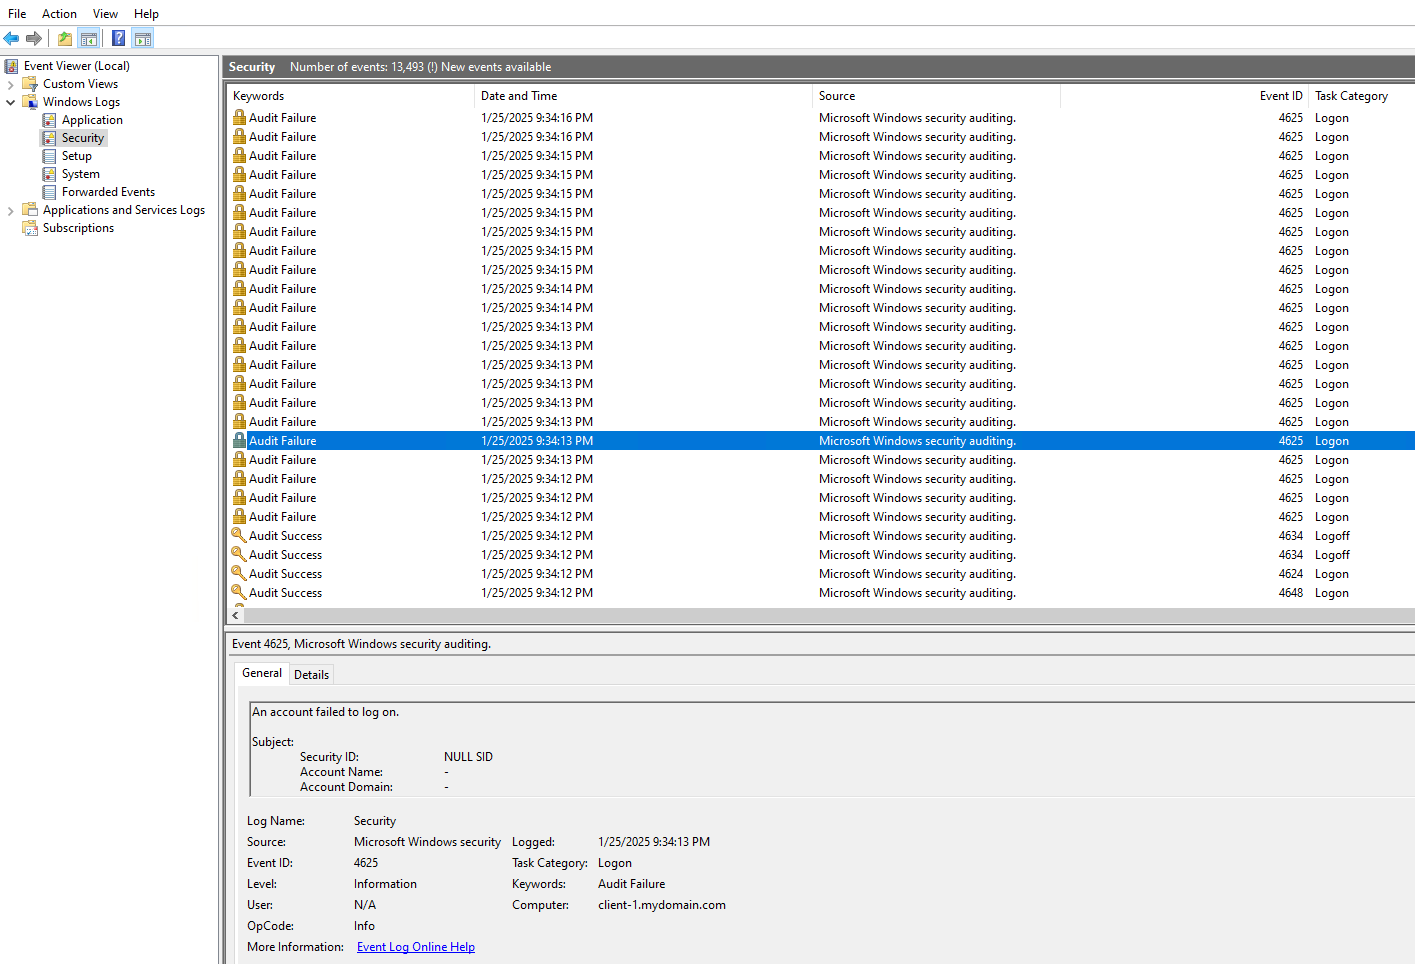 File Action View Help
Event Viewer (Local)
Custom Views
Windows Logs
Application
Security
Setup
System
Forwarded Events
Applications and Services Logs
Subscriptions
Security Number of events: 13,493 (!) New events available
Keywords Date and Time Source Event ID Task Category
Audit Failure 1/25/2025 9:34:16 PM Microsoft Windows security auditing. 4625 Logon
Audit Failure 1/25/2025 9:34:16 PM Microsoft Windows security auditing. 4625 Logon
Audit Failure 1/25/2025 9:34:15 PM Microsoft Windows security auditing. 4625 Logon
Audit Failure 1/25/2025 9:34:15 PM Microsoft Windows security auditing. 4625 Logon
Audit Failure 1/25/2025 9:34:15 PM Microsoft Windows security auditing. 4625 Logon
Audit Failure 1/25/2025 9:34:15 PM Microsoft Windows security auditing. 4625 Logon
Audit Failure 1/25/2025 9:34:15 PM Microsoft Windows security auditing. 4625 Logon
Audit Failure 1/25/2025 9:34:15 PM Microsoft Windows security auditing. 4625 Logon
Audit Failure 1/25/2025 9:34:15 PM Microsoft Windows security auditing. 4625 Logon
Audit Failure 1/25/2025 9:34:14 PM Microsoft Windows security auditing. 4625 Logon
Audit Failure 1/25/2025 9:34:14 PM Microsoft Windows security auditing. 4625 Logon
Audit Failure 1/25/2025 9:34:13 PM Microsoft Windows security auditing. 4625 Logon
Audit Failure 1/25/2025 9:34:13 PM Microsoft Windows security auditing. 4625 Logon
Audit Failure 1/25/2025 9:34:13 PM Microsoft Windows security auditing. 4625 Logon
Audit Failure 1/25/2025 9:34:13 PM Microsoft Windows security auditing. 4625 Logon
Audit Failure 1/25/2025 9:34:13 PM Microsoft Windows security auditing. 4625 Logon
Audit Failure 1/25/2025 9:34:13 PM Microsoft Windows security auditing. 4625 Logon
Audit Failure 1/25/2025 9:34:13 PM Microsoft Windows security auditing. 4625 Logon
Audit Failure 1/25/2025 9:34:13 PM Microsoft Windows security auditing. 4625 Logon
Audit Failure 1/25/2025 9:34:12 PM Microsoft Windows security auditing. 4625 Logon
Audit Failure 1/25/2025 9:34:12 PM Microsoft Windows security auditing. 4625 Logon
Audit Failure 1/25/2025 9:34:12 PM Microsoft Windows security auditing. 4625 Logon
Audit Success 1/25/2025 9:34:12 PM Microsoft Windows security auditing. 4634 Logoff
Audit Success 1/25/2025 9:34:12 PM Microsoft Windows security auditing. 4634 Logoff
Audit Success 1/25/2025 9:34:12 PM Microsoft Windows security auditing. 4624 Logon
Audit Success 1/25/2025 9:34:12 PM Microsoft Windows security auditing. 4648 Logon
Event 4625, Microsoft Windows security auditing.
General Details
An account failed to log on.
Subject:
Security ID: NULL SID
Account Name: -
Account Domain: -
Log Name: Security
Source: Microsoft Windows security Logged: 1/25/2025 9:34:13 PM
Event ID: 4625 Task Category: Logon
Level: Information Keywords: Audit Failure
User: N/A Computer: client-1.mydomain.com
OpCode: Info
More Information: Event Log Online Help